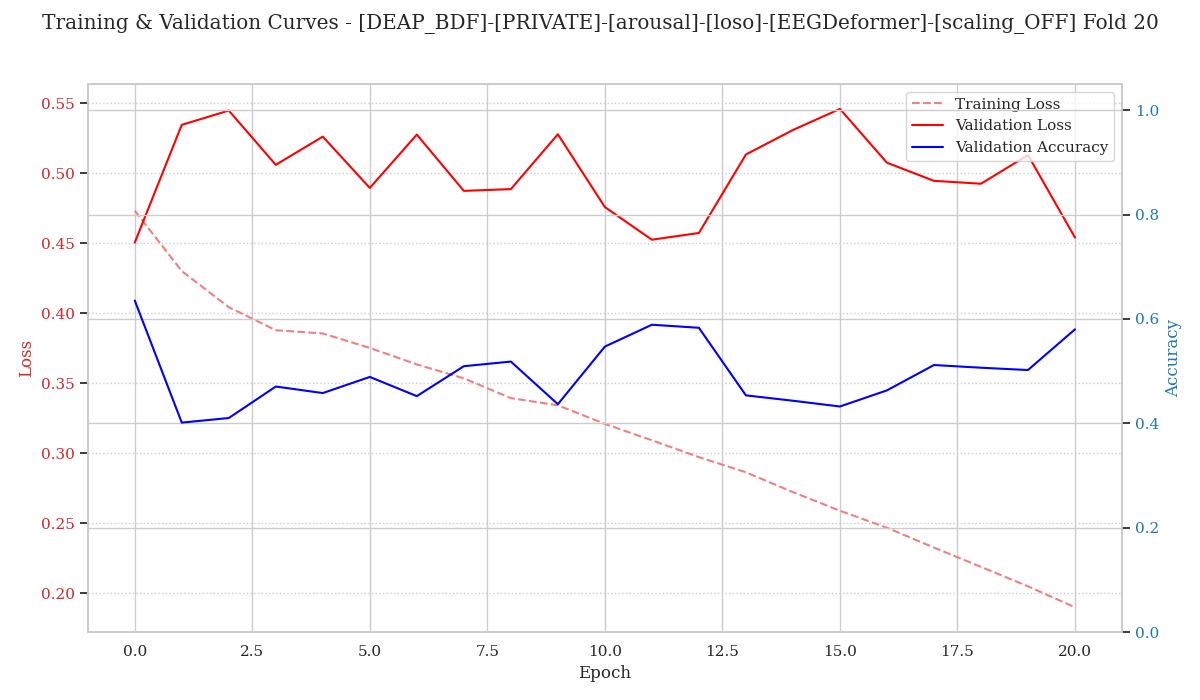 Training & Validation Curves - [DEAP_BDF]-[PRIVATE]-[arousal]-[loso]-[EEGDeformer]-[scaling_OFF] Fold 20
Training Loss
Validation Loss
Validation Accuracy
0.55
0.50
0.45
0.40
0.35
0.30
0.25
0.20
Loss
1.0
0.8
0.6
0.4
0.2
0.0
Accuracy
0.0 2.5 5.0 7.5 10.0 12.5 15.0 17.5 20.0
Epoch